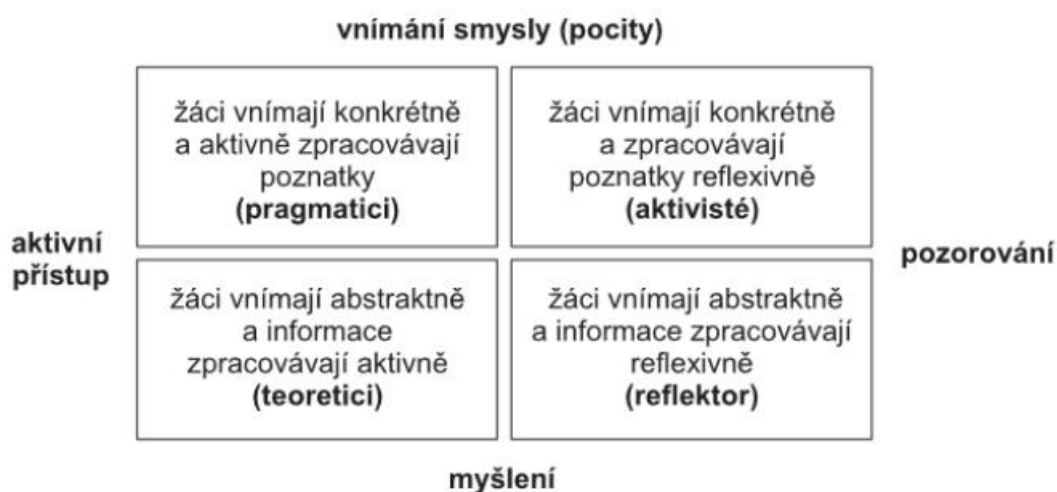 vnímání smysly (pocity)
žáci vnímají konkrétně
a aktivně zpracovávají
poznatky
(pragmatici)
žáci vnímají konkrétně
a zpracovávají
poznatky reflexivně
(aktivisté)
aktivní
přístup
pozorování
žáci vnímají abstraktně
a informace
zpracovávají aktivně
(teoretici)
žáci vnímají abstraktně
a informace zpracovávají
reflexivně
(reflektor)
myšlení